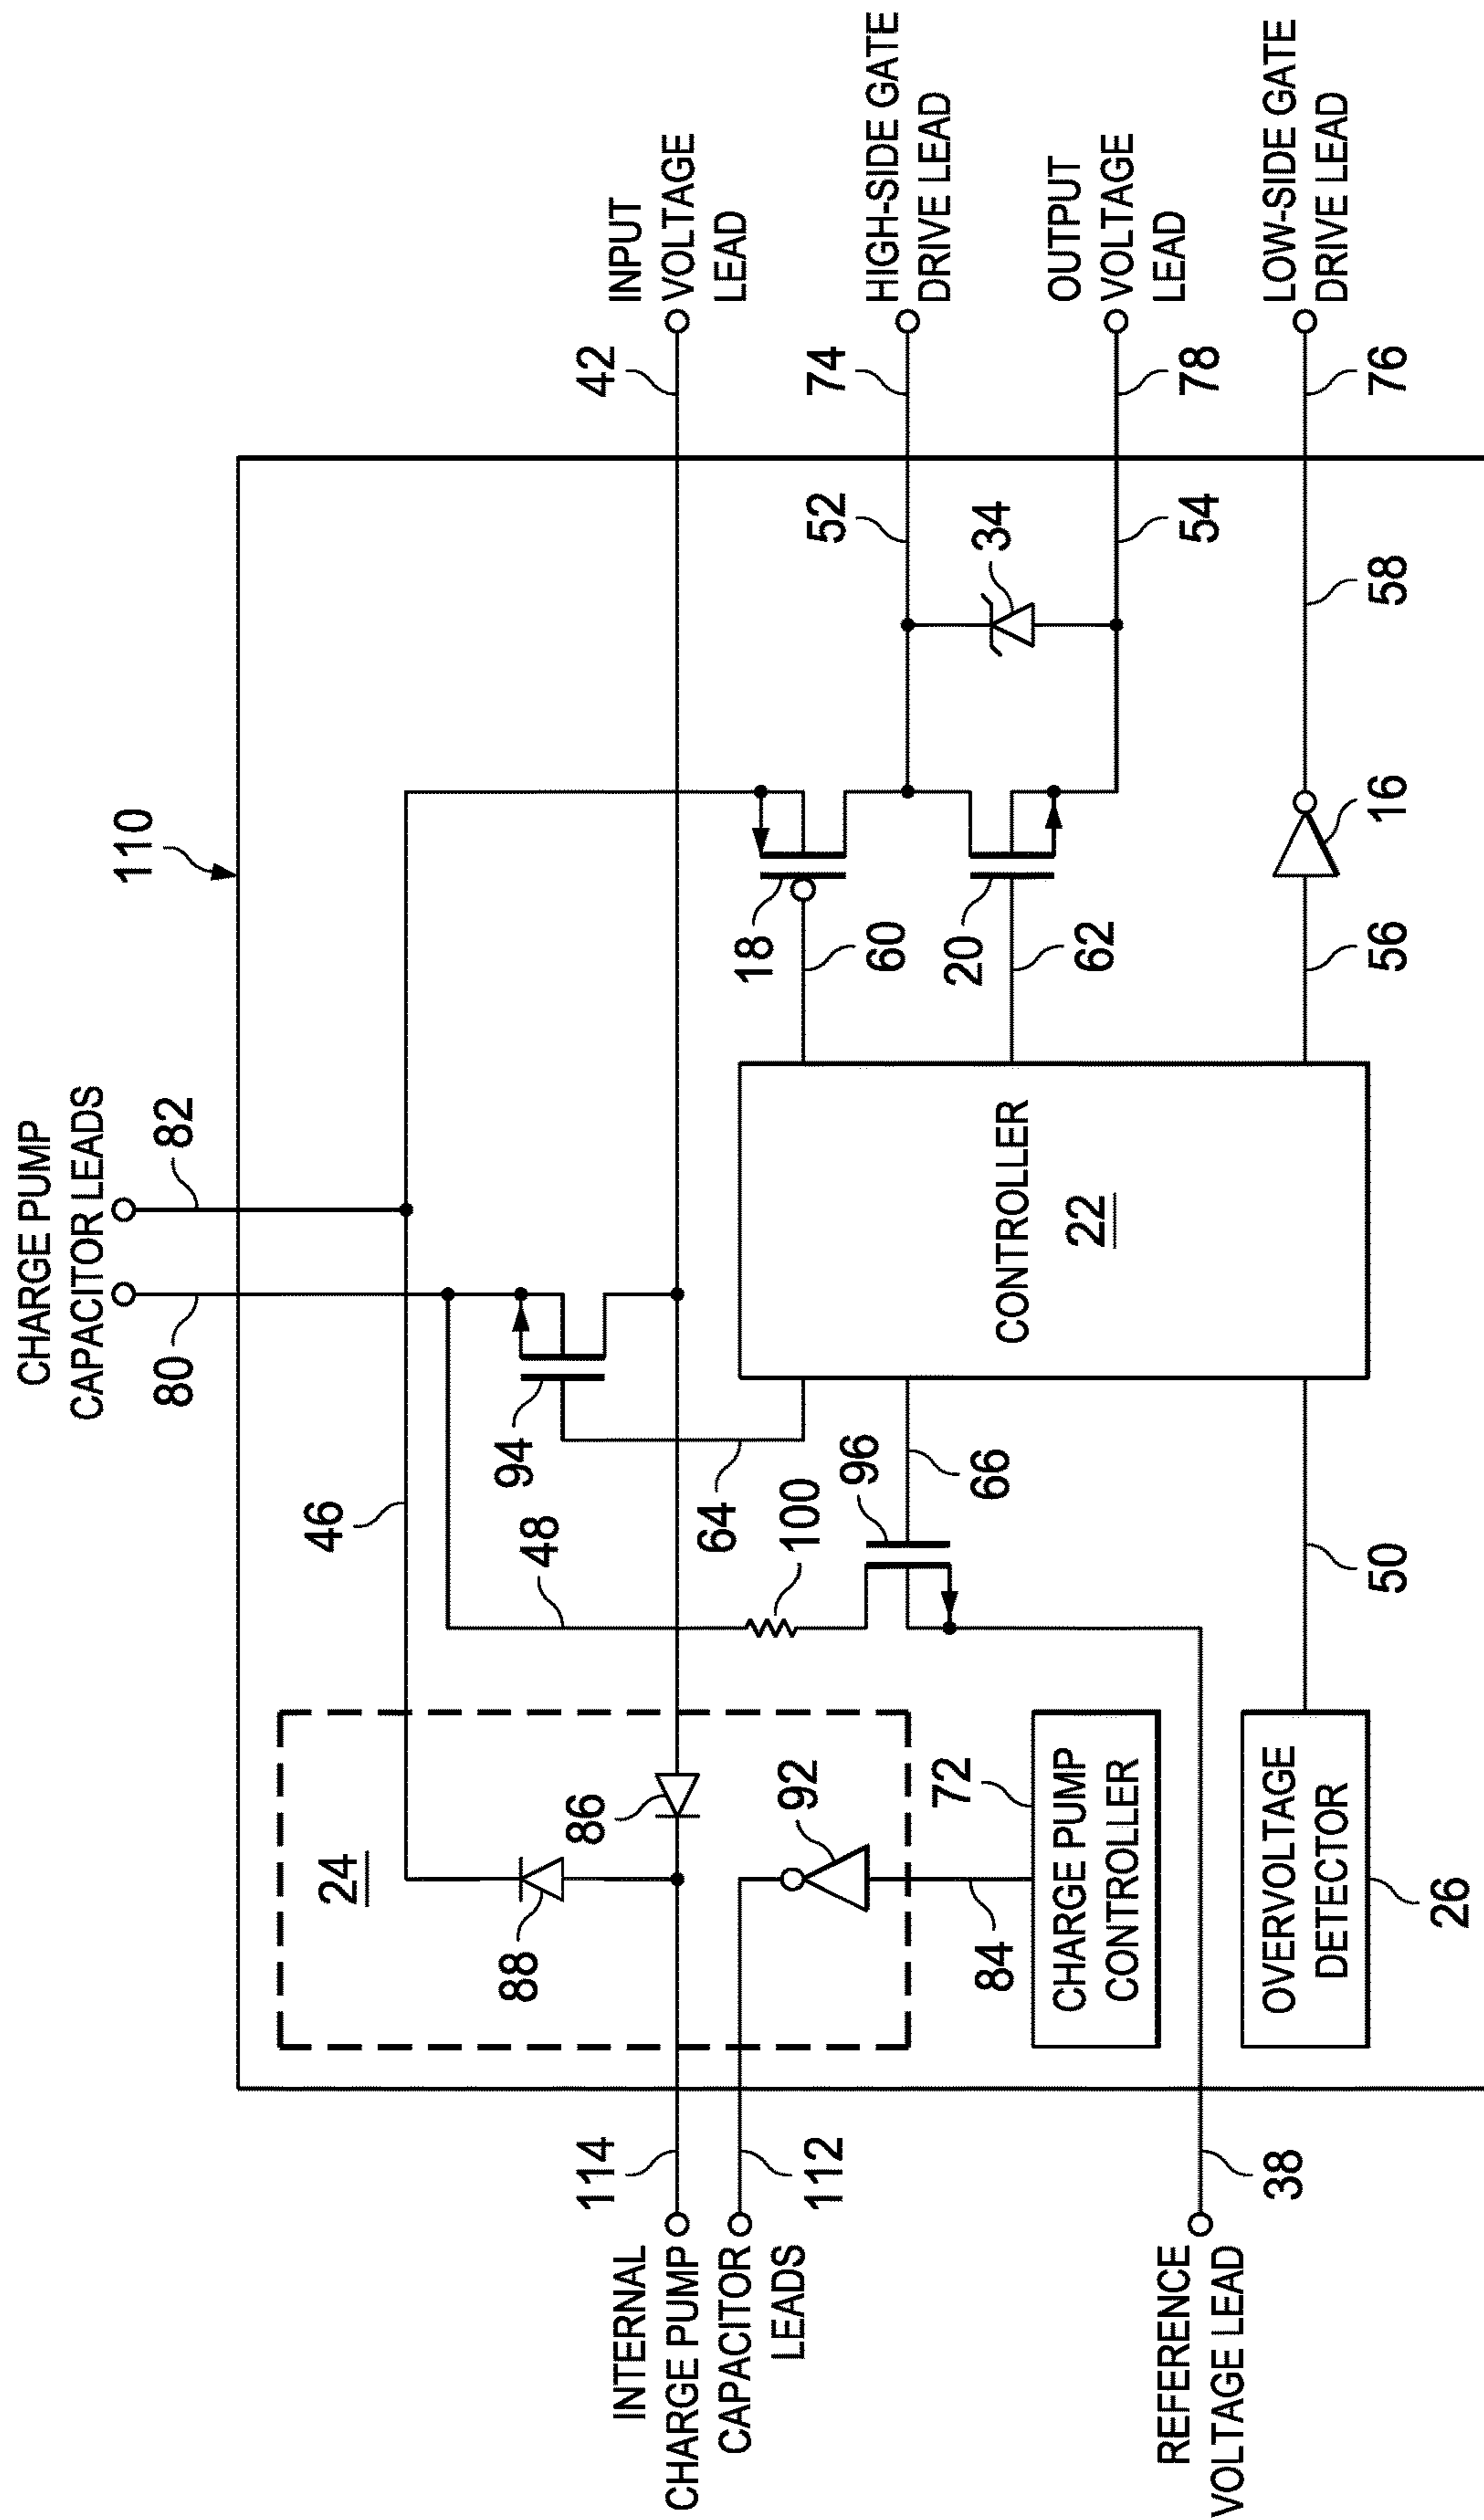 CHARGE PUMP
CAPACITOR LEADS
80
82
110
INTERNAL
CHARGE PUMP
CAPACITOR
LEADS
114
112
REFERENCE
VOLTAGE LEAD
38
24
88
86
92
84
72
CHARGE PUMP
CONTROLLER
OVERVOLTAGE
DETECTOR
26
46
48
94
64
100
96
66
50
CONTROLLER
22
18
60
20
62
56
16
52
34
54
58
42
INPUT
VOLTAGE
LEAD
74
HIGH-SIDE GATE
DRIVE LEAD
78
OUTPUT
VOLTAGE
LEAD
76
LOW-SIDE GATE
DRIVE LEAD